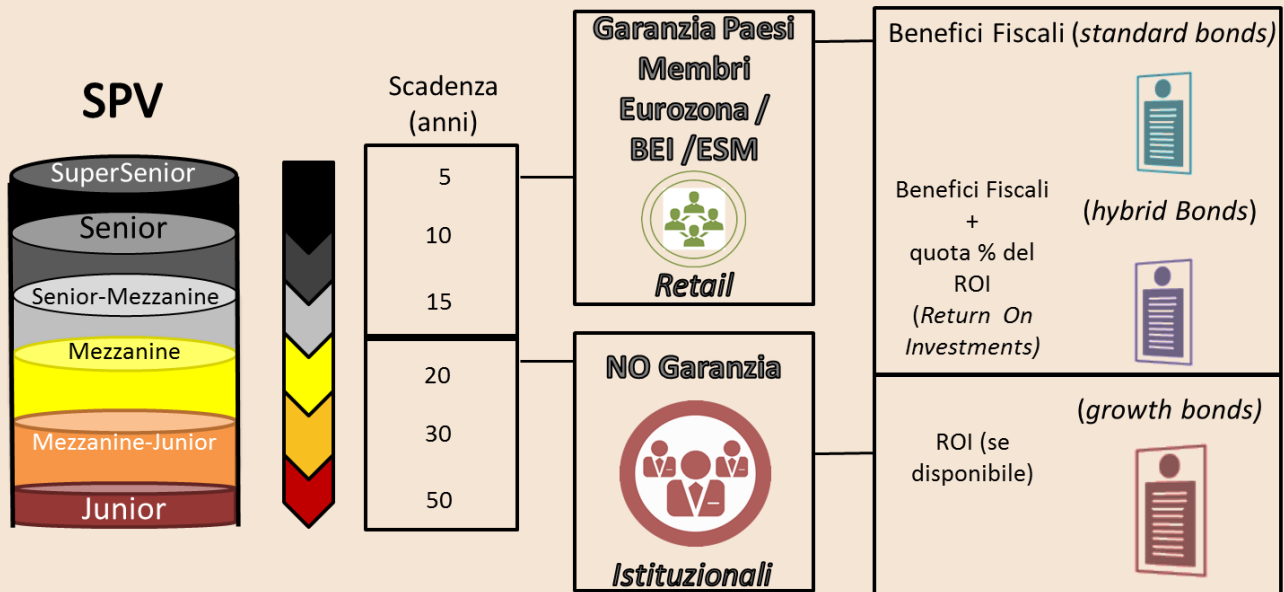 SPV
SuperSenior
Senior
Senior-Mezzanine
Mezzanine
Mezzanine-Junior
Junior
Scadenza
(anni)
5
10
15
20
30
50
Garanzia Paesi
Membri
Eurozona /
BEI /ESM
Retail
NO Garanzia
Istituzionali
Benefici Fiscali (standard bonds)
Benefici Fiscali
+
quota % del
ROI
(Return On
Investments)
(hybrid Bonds)
(growth bonds)
ROI (se
disponibile)